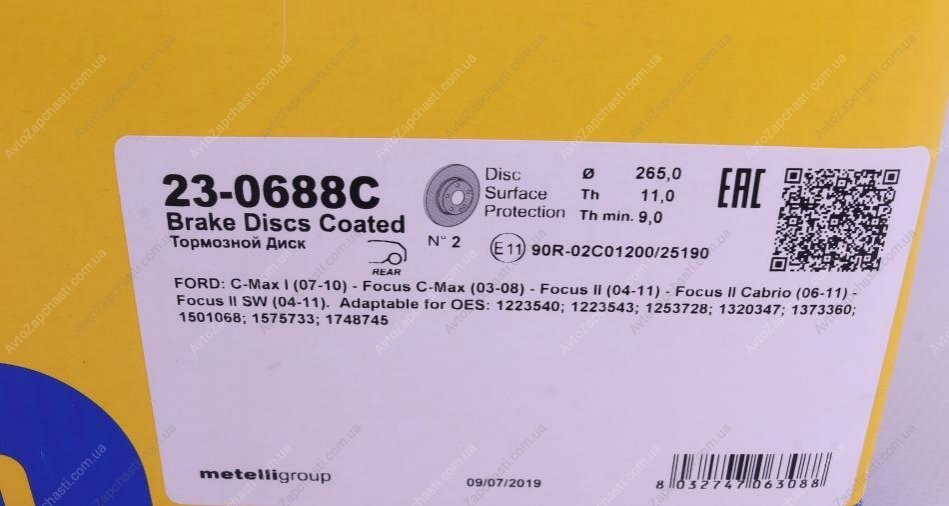 23-0688C
Brake Discs Coated
Тормозной Диск
REAR
N° 2
Disc Ø 265,0
Surface Th 11,0
Protection Th min. 9,0
E11 90R-02C01200/25190
EAC
FORD: C-Max I (07-10) - Focus C-Max (03-08) - Focus II (04-11) - Focus II Cabrio (06-11) -
Focus II SW (04-11). Adaptable for OES: 1223540; 1223543; 1253728; 1320347; 1373360;
1501068; 1575733; 1748745
metelligroup
09/07/2019
8 032747 063088
AvtoZapchasti.com.ua